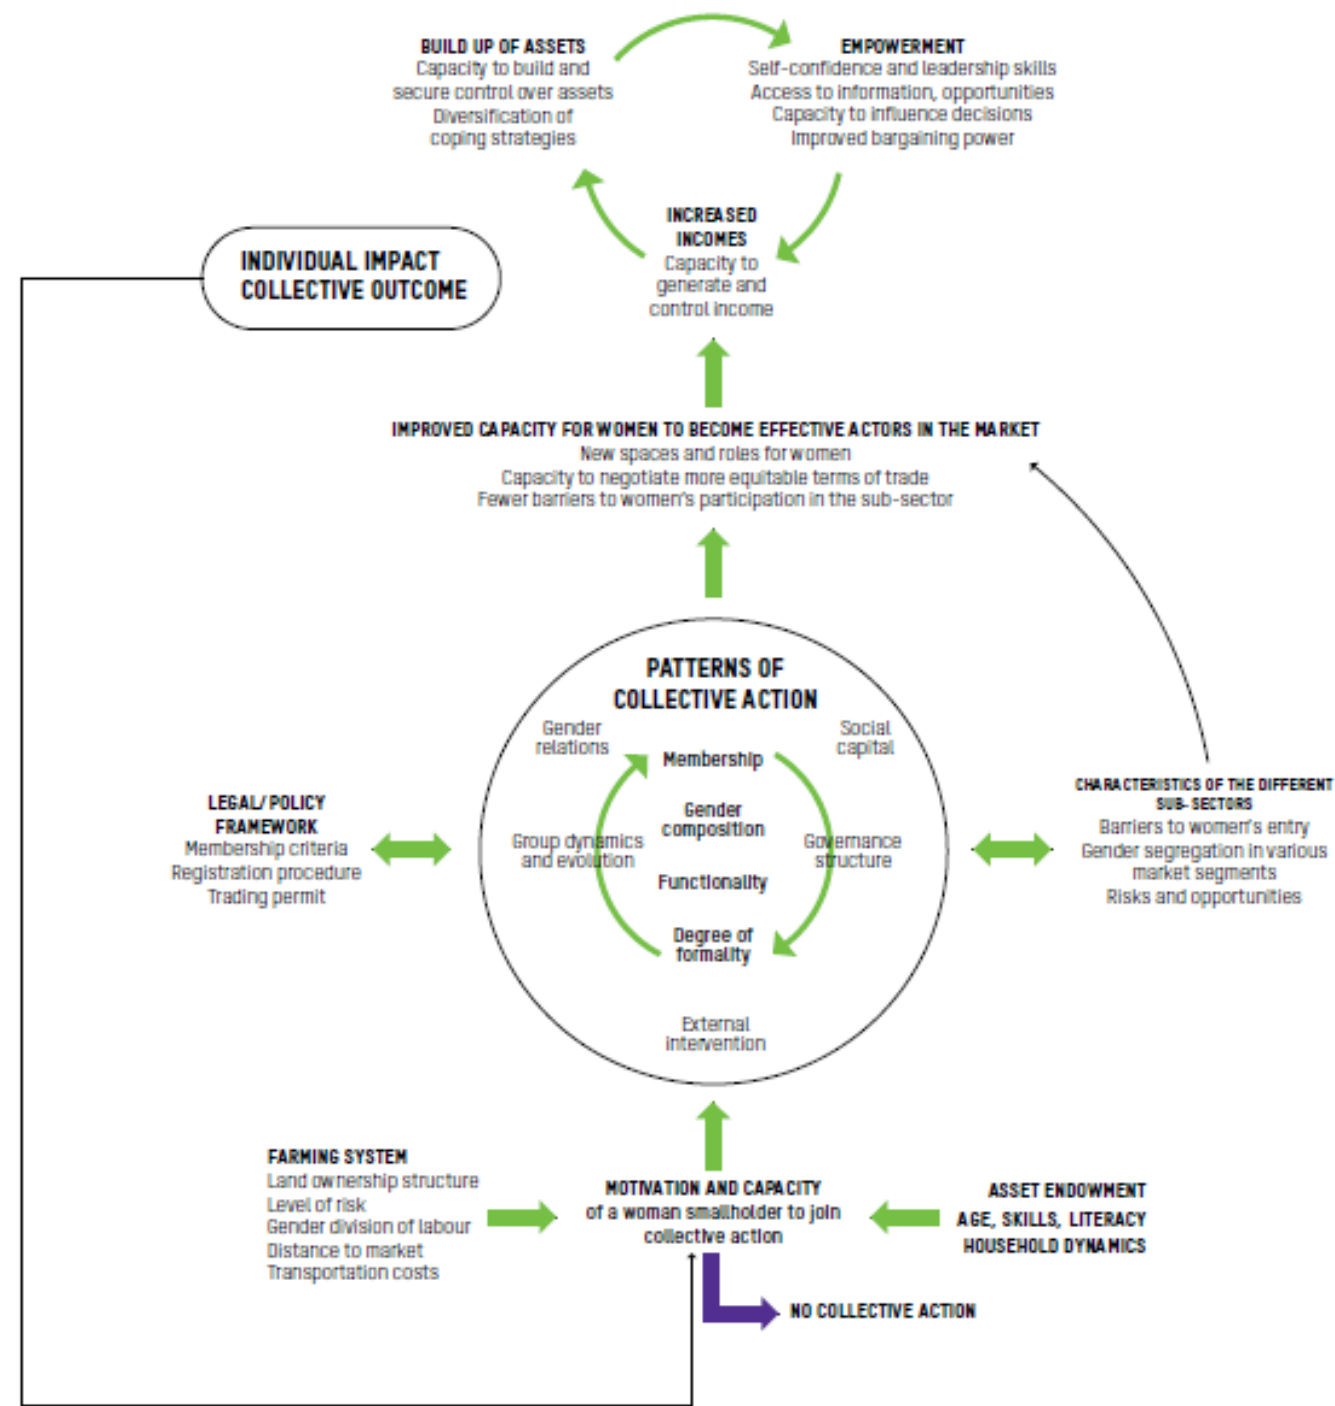 BUILD UP OF ASSETS
Capacity to build and
secure control over assets
Diversification of
coping strategies
EMPOWERMENT
Self-confidence and leadership skills
Access to information, opportunities
Capacity to influence decisions
Improved bargaining power
INCREASED
INCOMES
Capacity to
generate and
control income
INDIVIDUAL IMPACT
COLLECTIVE OUTCOME
IMPROVED CAPACITY FOR WOMEN TO BECOME EFFECTIVE ACTORS IN THE MARKET
New spaces and roles for women
Capacity to negotiate more equitable terms of trade
Fewer barriers to women's participation in the sub-sector
PATTERNS OF
COLLECTIVE ACTION
Gender
relations
Social
capital
Membership
Gender
composition
Group dynamics
and evolution
Governance
structure
Functionality
Degree of
formality
External
intervention
LEGAL/ POLICY
FRAMEWORK
Membership criteria
Registration procedure
Trading permit
CHARACTERISTICS OF THE DIFFERENT
SUB-SECTORS
Barriers to women's entry
Gender segregation in various
market segments
Risks and opportunities
FARMING SYSTEM
Land ownership structure
Level of risk
Gender division of labour
Distance to market
Transportation costs
MOTIVATION AND CAPACITY
of a woman smallholder to join
collective action
ASSET ENDOWMENT
AGE, SKILLS, LITERACY
HOUSEHOLD DYNAMICS
NO COLLECTIVE ACTION